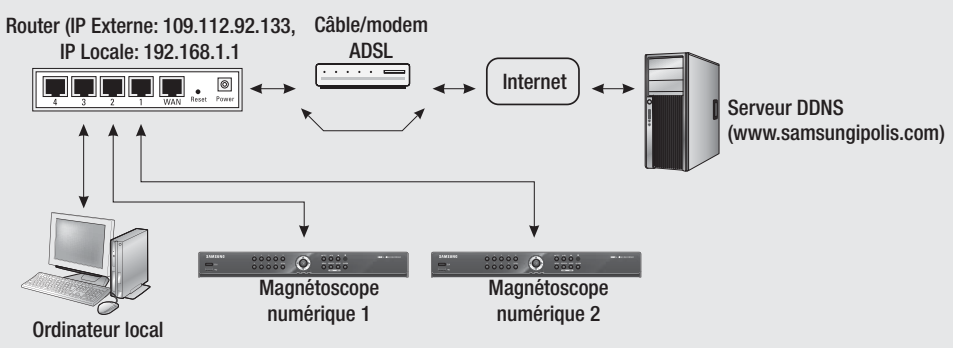 Router (IP Externe: 109.112.92.133,
IP Locale: 192.168.1.1
Câble/modem
ADSL
4 3 2 1 WAN Reset Power
Internet
Serveur DDNS
(www.samsungipolis.com)
SAMSUNG
SAMSUNG
Magnétoscope
numérique 1
Magnétoscope
numérique 2
Ordinateur local